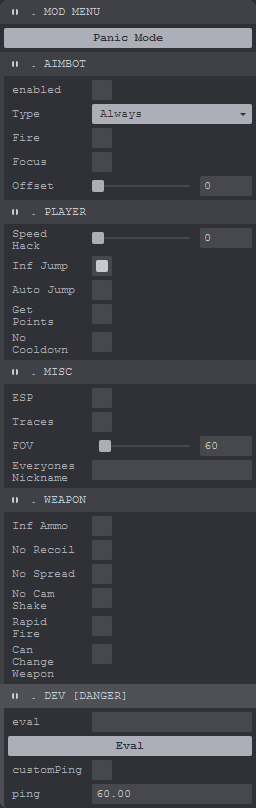 . MOD MENU
Panic Mode
. AIMBOT
enabled
Type Always
Fire
Focus
Offset 0
. PLAYER
Speed
Hack 0
Inf Jump
Auto Jump
Get
Points
No
Cooldown
. MISC
ESP
Traces
FOV 60
Everyones
Nickname
. WEAPON
Inf Ammo
No Recoil
No Spread
No Cam
Shake
Rapid
Fire
Can
Change
Weapon
. DEV [DANGER]
eval
Eval
customPing
ping 60.00